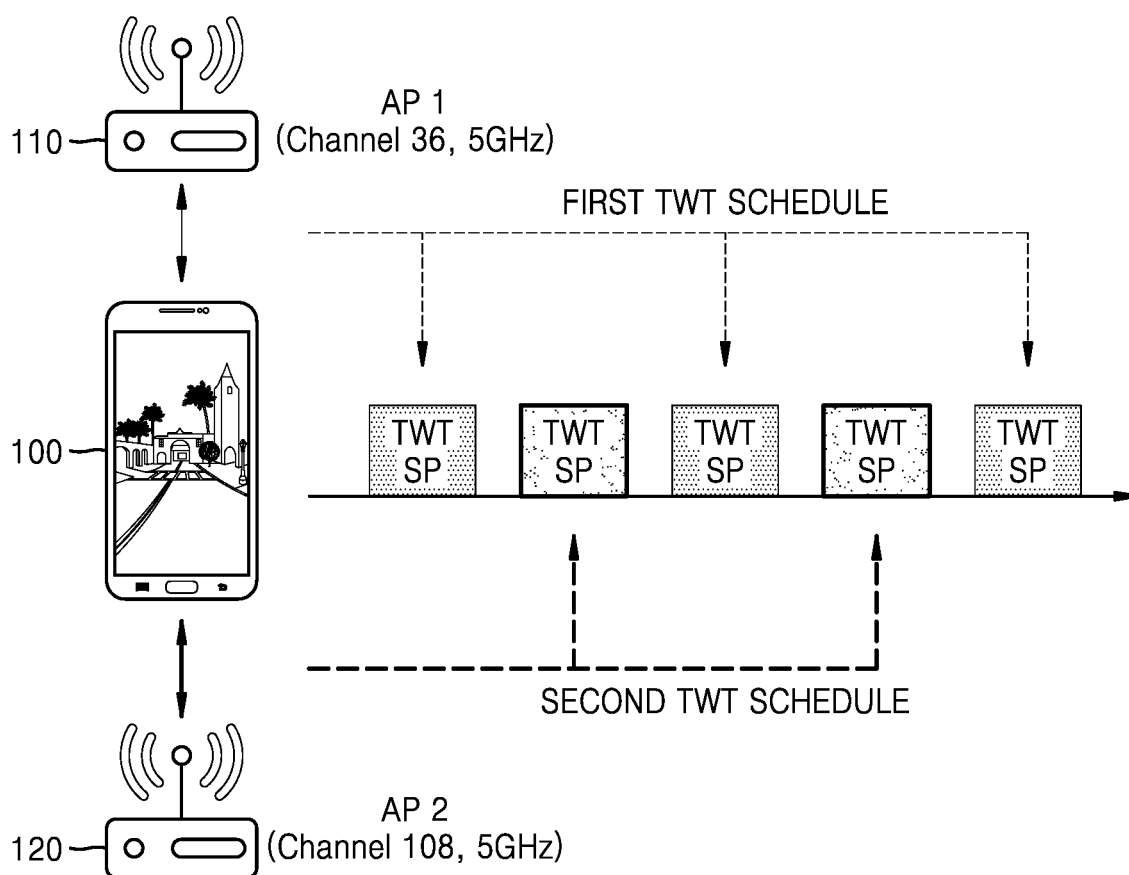 AP 1
110
(Channel 36, 5GHz)
FIRST TWT SCHEDULE
100
TWT
SP
TWT
SP
TWT
SP
TWT
SP
TWT
SP
SECOND TWT SCHEDULE
AP 2
120
(Channel 108, 5GHz)